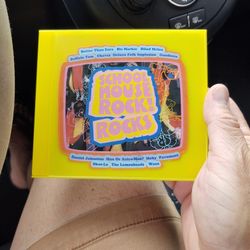 Better Than Ezra · Biz Markie · Blind Melon
Buffalo Tom · Chavez · Deluxe Folk Implosion · Goodness
SCHOOL
HOUSE
ROCK!
ROCKS
Daniel Johnston · Man Or Astro-Man? · Moby · Pavement
Skee-Lo · The Lemonheads · Ween